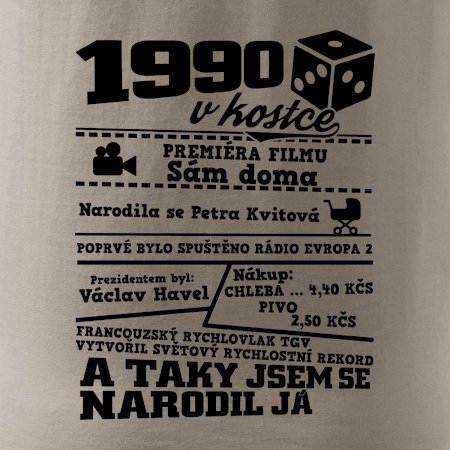 1990
v kostce
PREMIÉRA FILMU
Sám doma
Narodila se Petra Kvitová
POPRVÉ BYLO SPUŠTĚNO RÁDIO EVROPA 2
Prezidentem byl:
Václav Havel
Nákup:
CHLEBA ... 4,40 KČS
PIVO
2,50 KČS
FRANCOUZSKÝ RYCHLOVLAK TGV
VYTVOŘIL SVĚTOVÝ RYCHLOSTNÍ REKORD
A TAKY JSEM SE
NARODIL JÁ